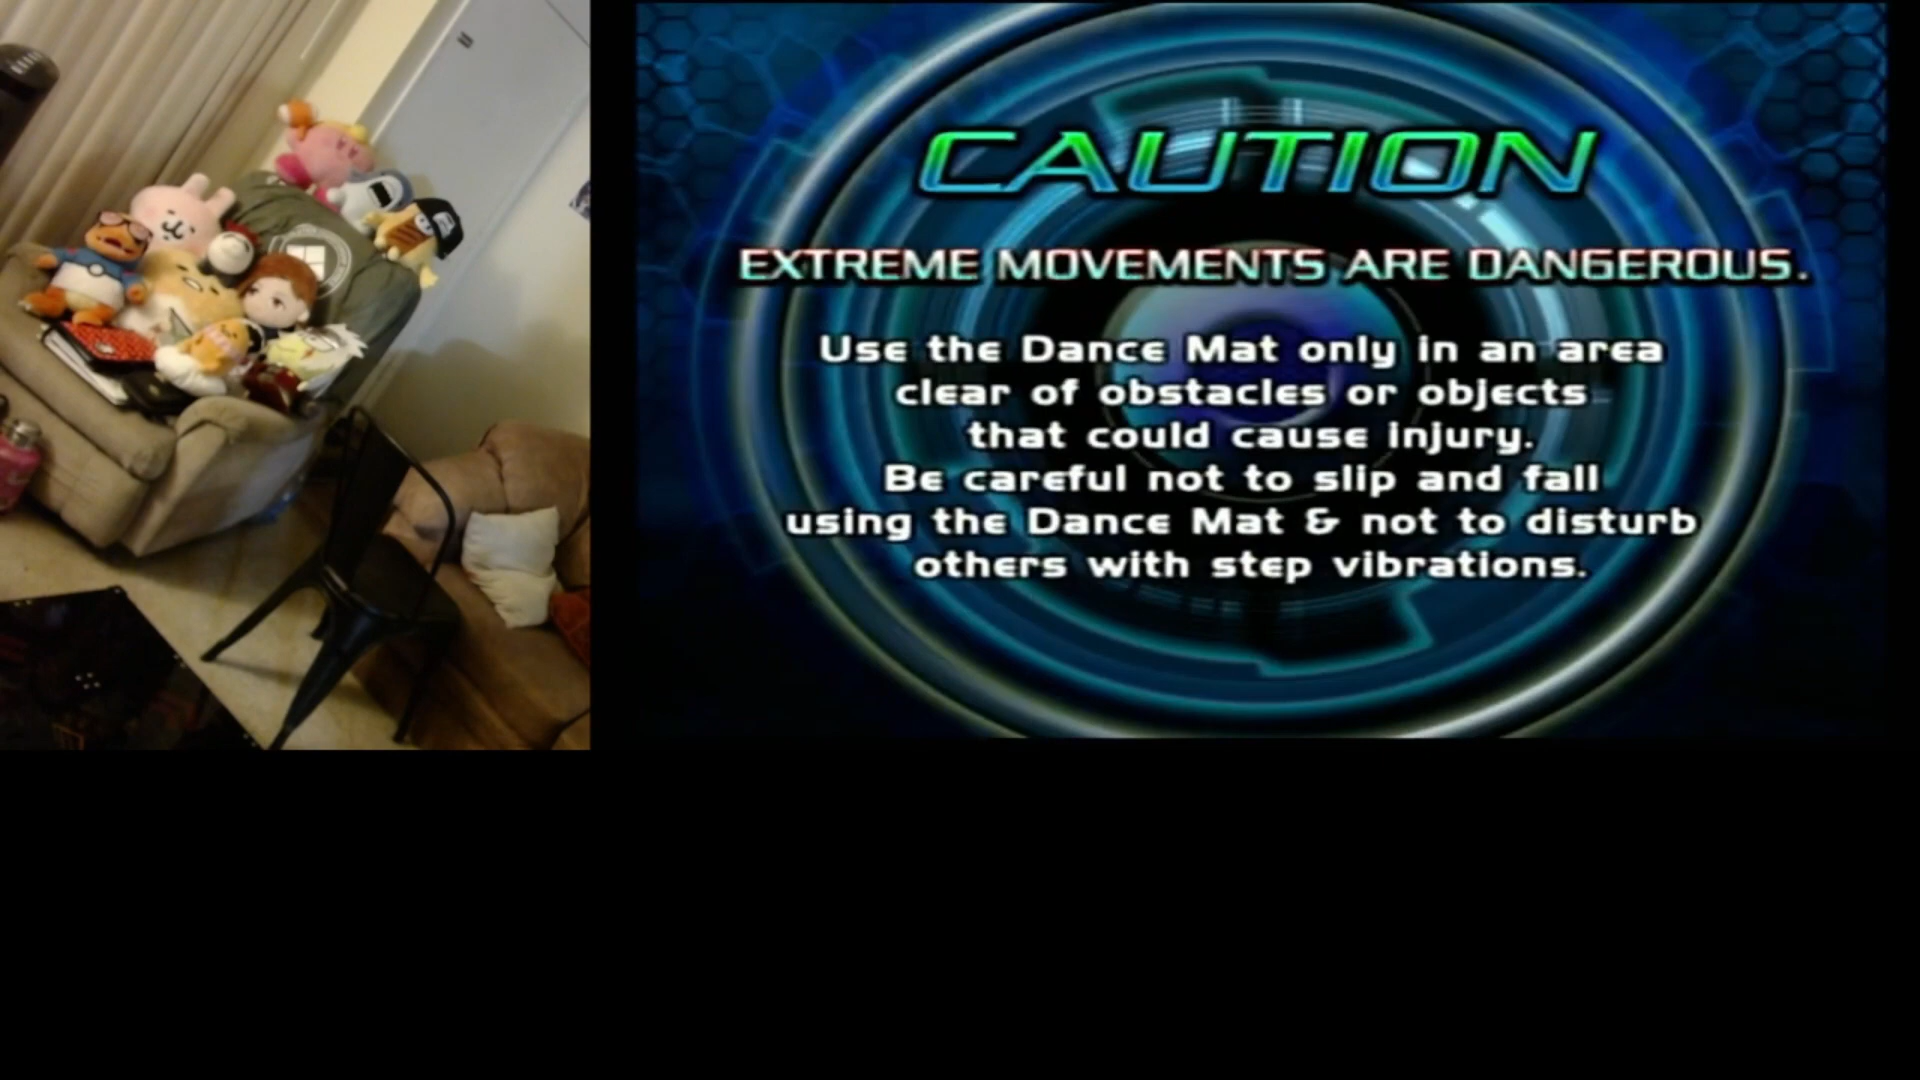 CAUTION
EXTREME MOVEMENTS ARE DANGEROUS.
Use the Dance Mat only in an area
clear of obstacles or objects
that could cause injury.
Be careful not to slip and fall
using the Dance Mat & not to disturb
others with step vibrations.